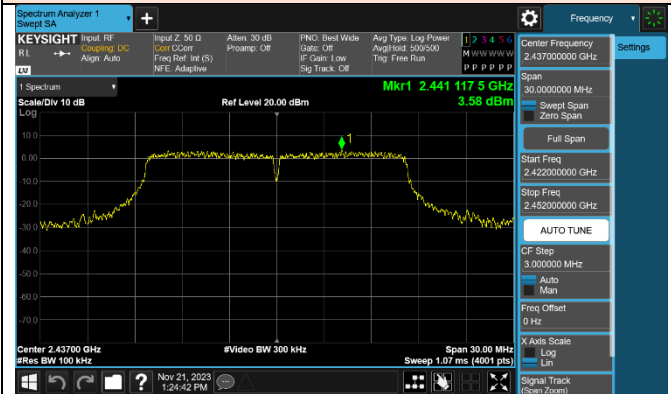 Spectrum Analyzer 1
Swept SA
+
Frequency
KEYSIGHT
RL
LXI
Input: RF
Coupling: DC
Align: Auto
Input Z: 50 Ω
Corr CCorr
Freq Ref: Int (S)
NFE: Adaptive
Atten: 30 dB
Preamp: Off
PNO: Best Wide
Gate: Off
IF Gain: Low
Sig Track: Off
Avg Type: Log-Power
Avg|Hold: 500/500
Trig: Free Run
1 2 3 4 5 6
M W W W W W
P P P P P P
1 Spectrum
Scale/Div 10 dB
Log
Ref Level 20.00 dBm
Mkr1 2.441 117 5 GHz
3.58 dBm
1
10.0
0.00
-10.0
-20.0
-30.0
-40.0
-50.0
-60.0
-70.0
Center 2.43700 GHz
#Res BW 100 kHz
#Video BW 300 kHz
Span 30.00 MHz
Sweep 1.07 ms (4001 pts)
?
Nov 21, 2023
1:24:42 PM
Center Frequency
2.437000000 GHz
Settings
Span
30.0000000 MHz
Swept Span
Zero Span
Full Span
Start Freq
2.422000000 GHz
Stop Freq
2.452000000 GHz
AUTO TUNE
CF Step
3.000000 MHz
Auto
Man
Freq Offset
0 Hz
X Axis Scale
Log
Lin
Signal Track
(Span Zoom)